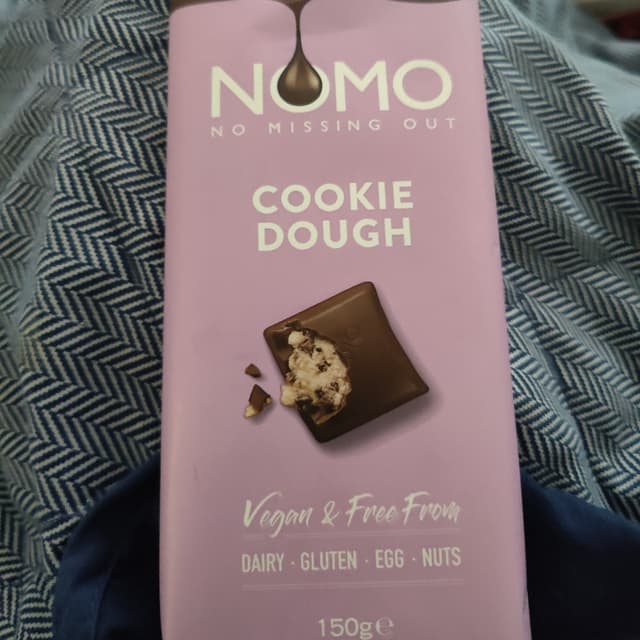 NOMO
NO MISSING OUT
COOKIE
DOUGH
Vegan & Free From
DAIRY · GLUTEN · EGG · NUTS
150g℮